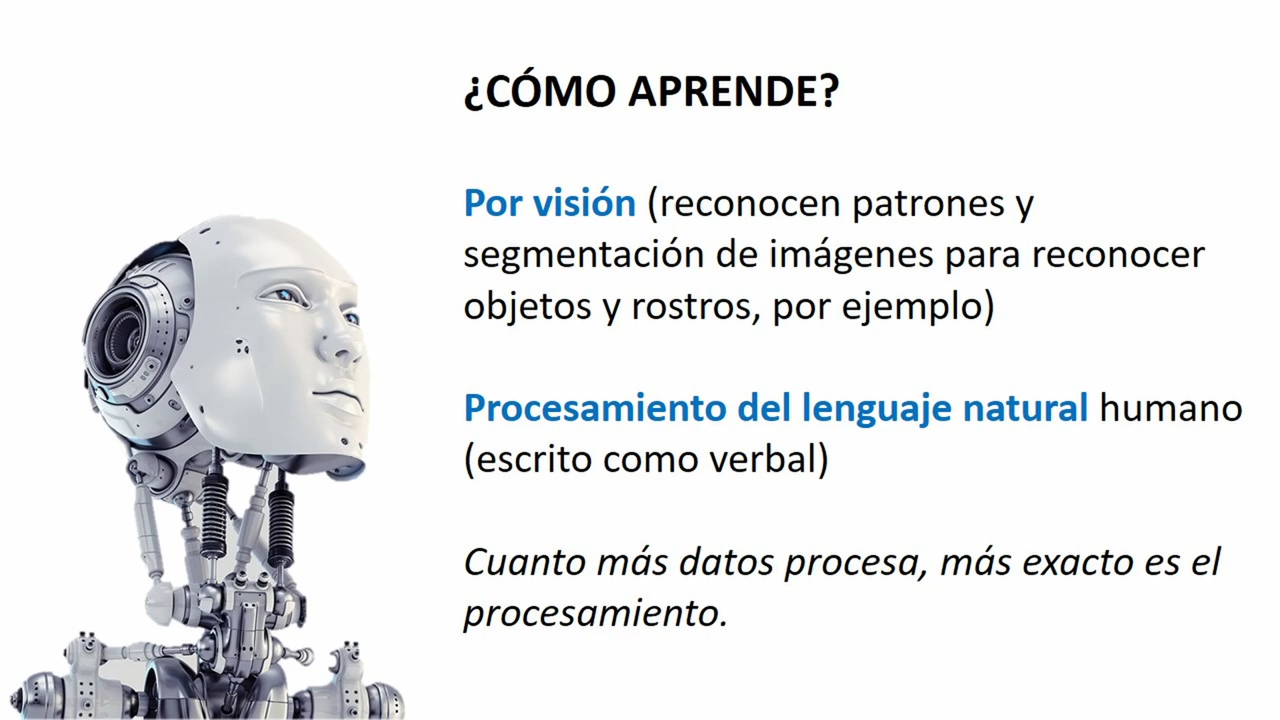 ¿CÓMO APRENDE?
Por visión (reconocen patrones y
segmentación de imágenes para reconocer
objetos y rostros, por ejemplo)
Procesamiento del lenguaje natural humano
(escrito como verbal)
Cuanto más datos procesa, más exacto es el
procesamiento.